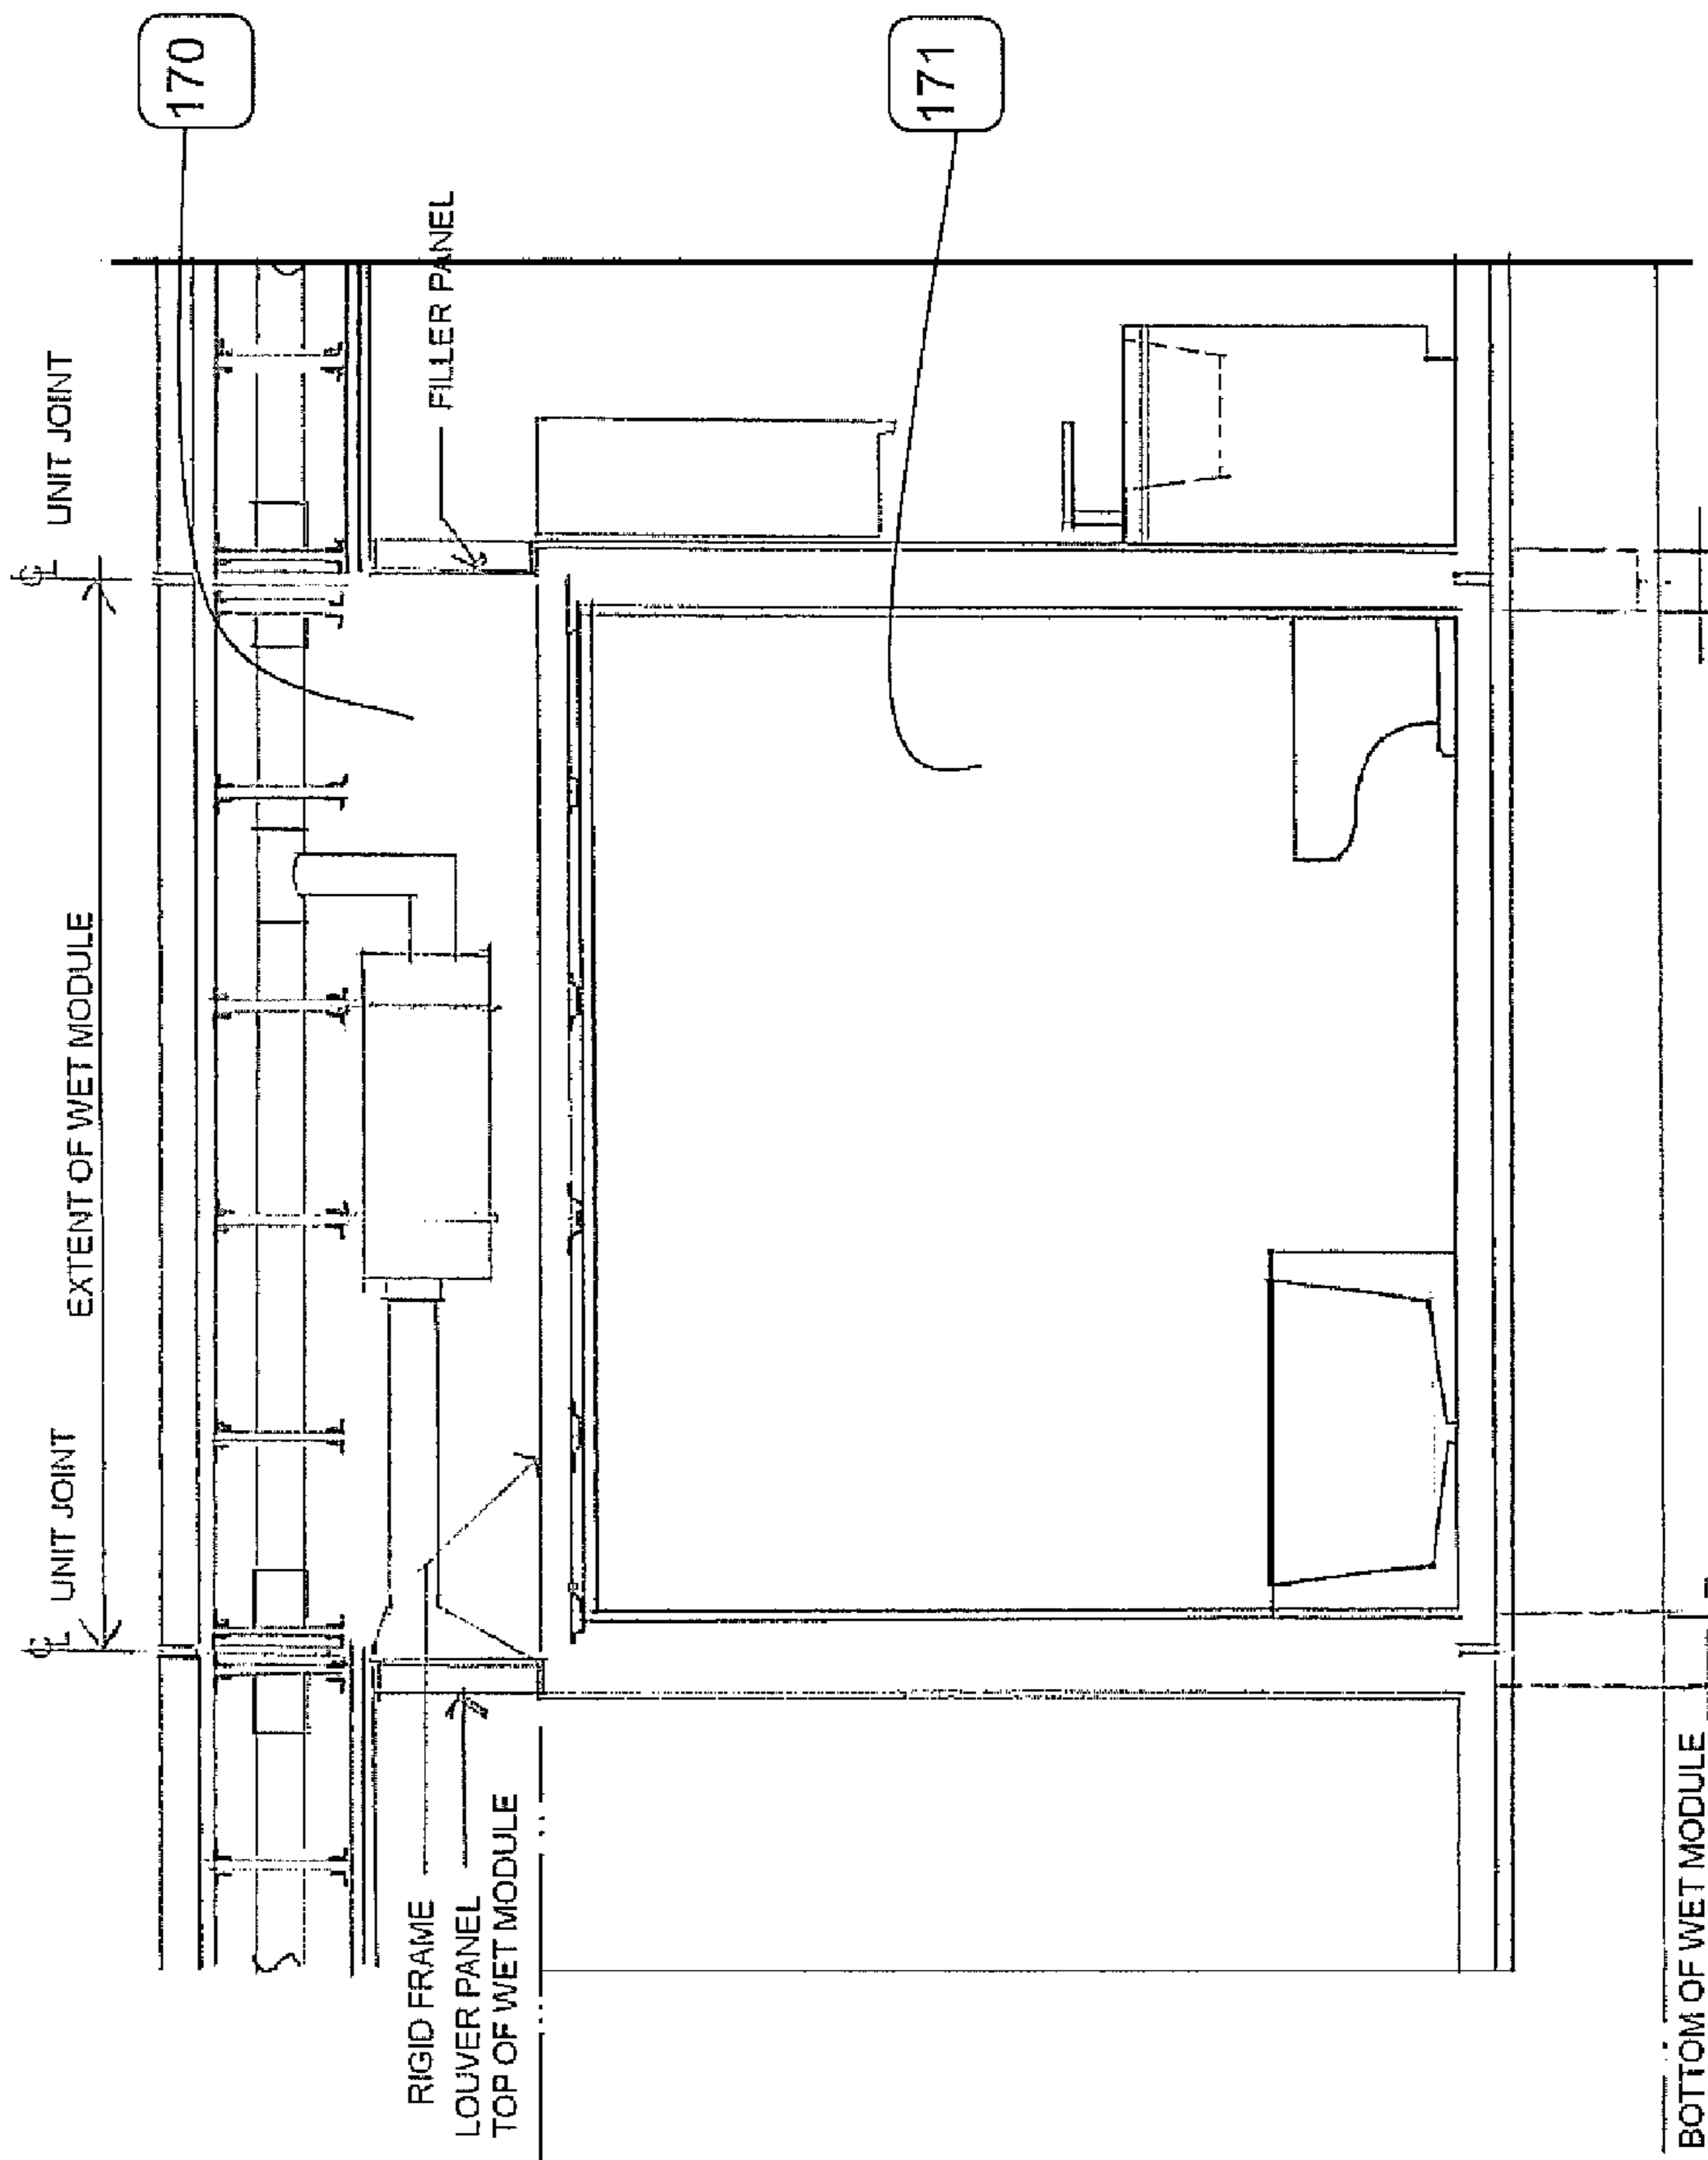 ℄ UNIT JOINT
EXTENT OF WET MODULE
℄ UNIT JOINT
170
RIGID FRAME
LOUVER PANEL
TOP OF WET MODULE
FILLER PANEL
171
BOTTOM OF WET MODULE